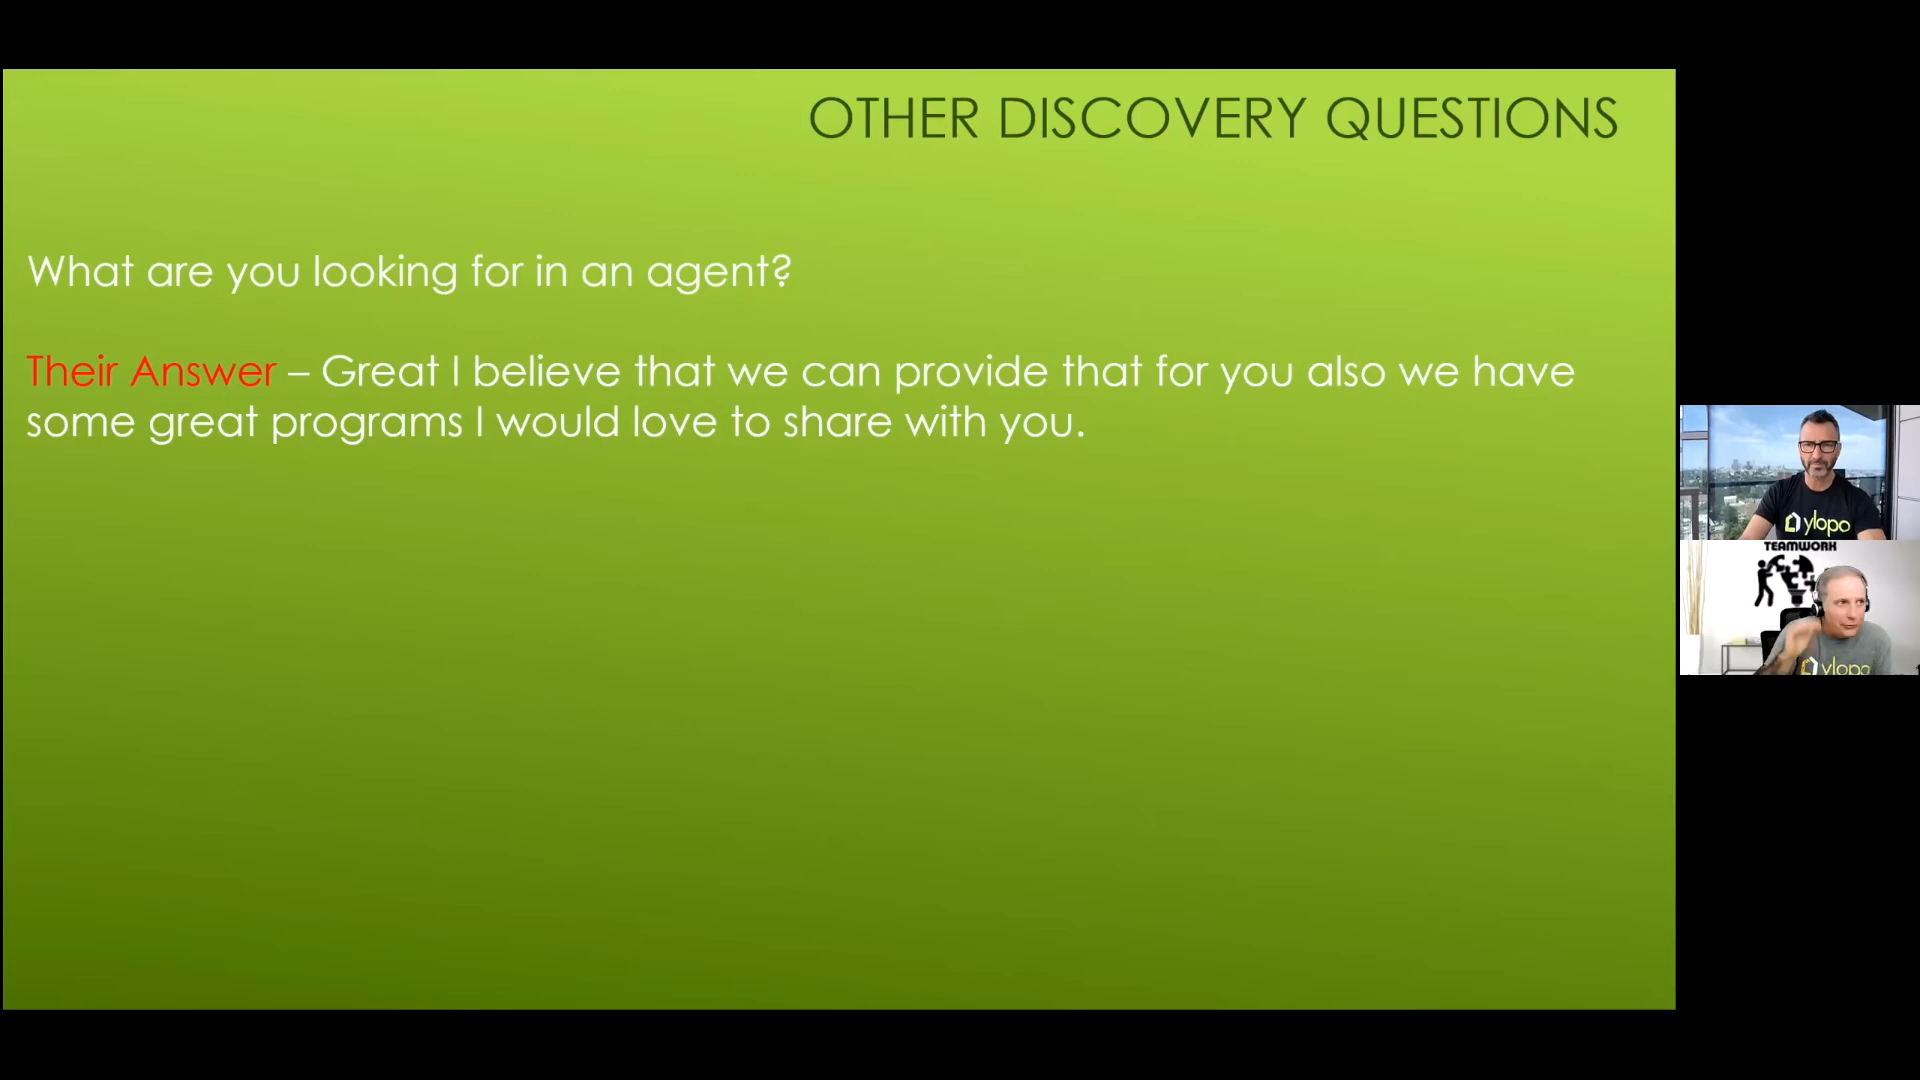 OTHER DISCOVERY QUESTIONS
What are you looking for in an agent?
Their Answer – Great I believe that we can provide that for you also we have
some great programs I would love to share with you.
ylopo
TEAMWORK
ylopo